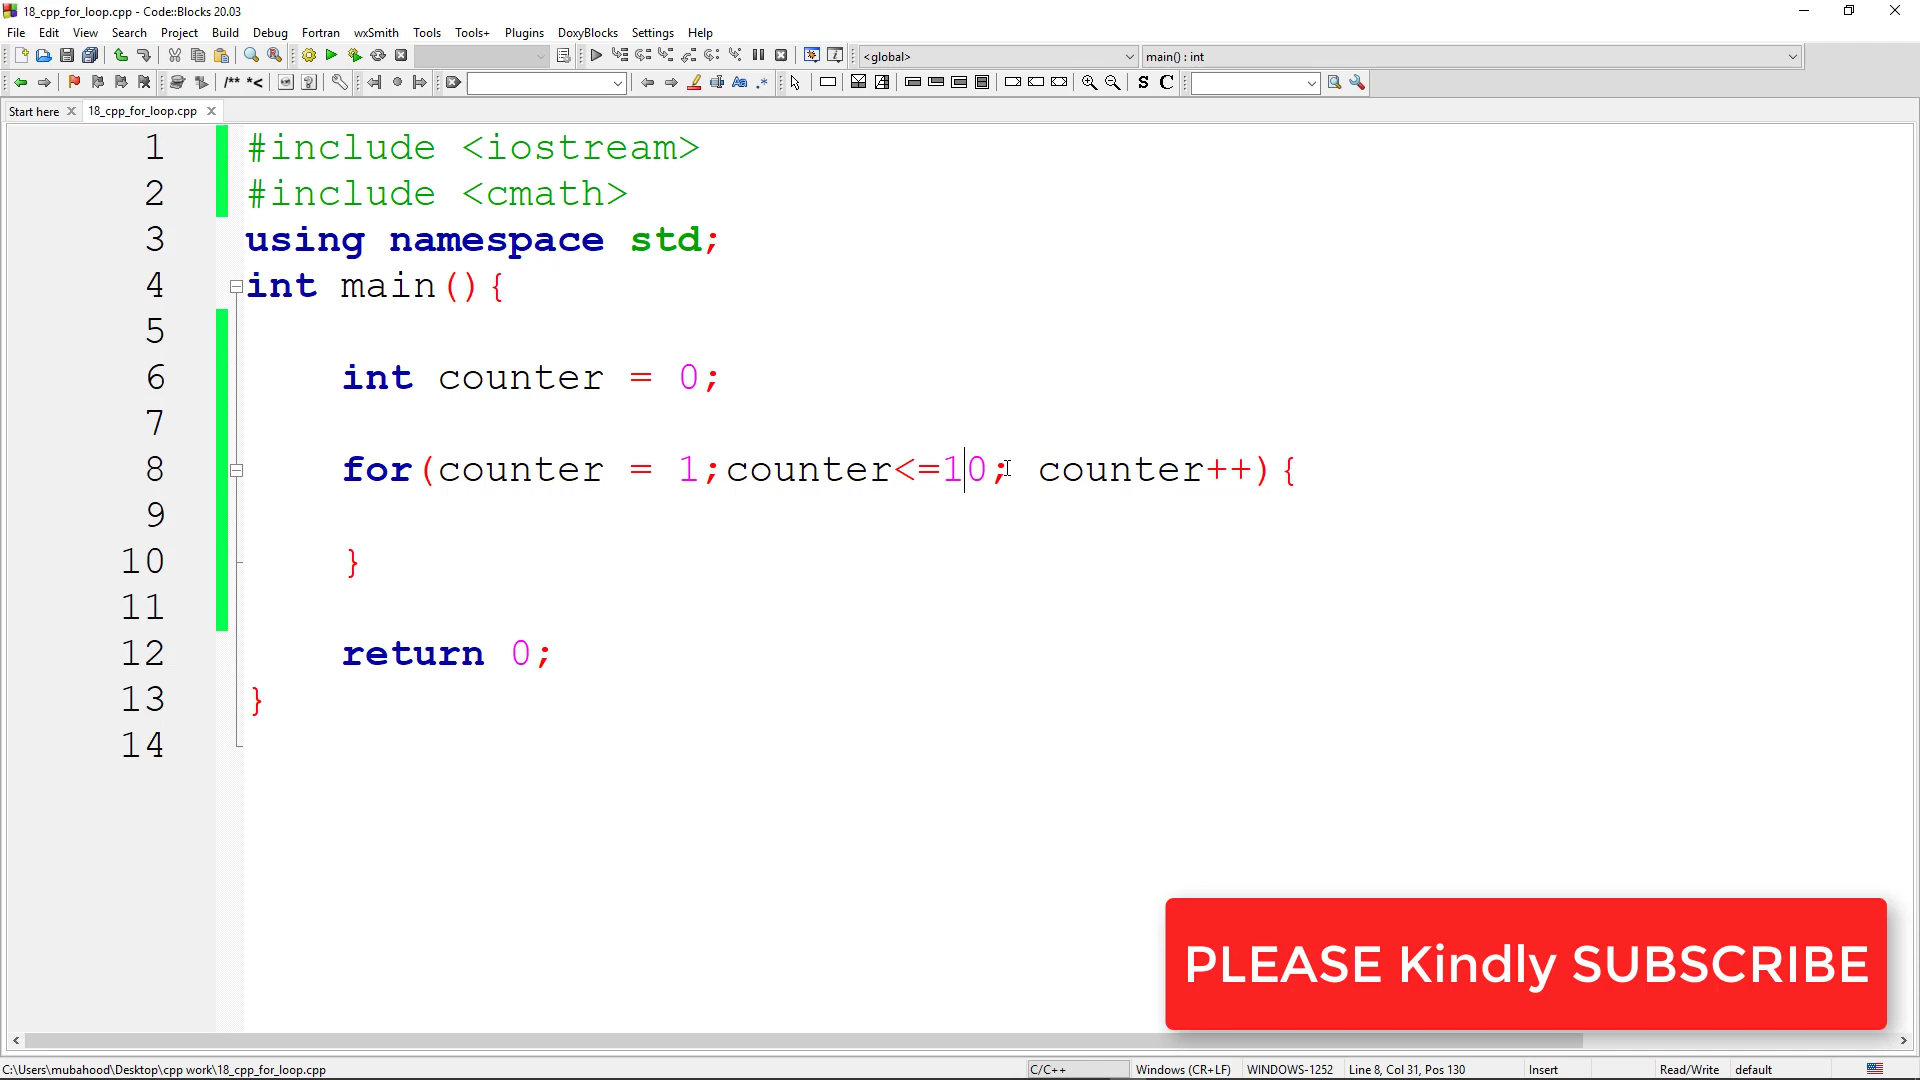 18_cpp_for_loop.cpp - Code::Blocks 20.03
File Edit View Search Project Build Debug Fortran wxSmith Tools Tools+ Plugins DoxyBlocks Settings Help
<global> main() : int
/** *< Aa .* S C
Start here 18_cpp_for_loop.cpp
1 #include <iostream>
2 #include <cmath>
3 using namespace std;
4 int main(){
5
6 int counter = 0;
7
8 for(counter = 1;counter<=10; counter++){
9
10 }
11
12 return 0;
13 }
14
PLEASE Kindly SUBSCRIBE
C:\Users\mubahood\Desktop\cpp work\18_cpp_for_loop.cpp C/C++ Windows (CR+LF) WINDOWS-1252 Line 8, Col 31, Pos 130 Insert Read/Write default